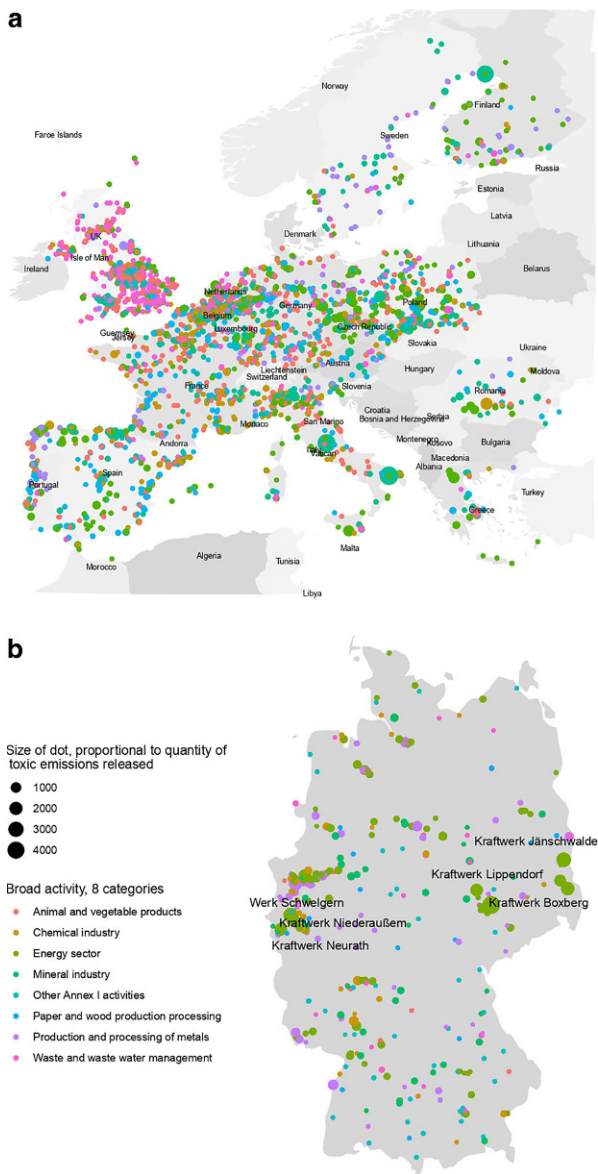 a
Norway
Finland
Faroe Islands
Sweden
Russia
Estonia
Latvia
Denmark
Lithuania
UK
Isle of Man
Ireland
Belarus
Netherlands
Germany
Poland
Belgium
Luxembourg
Czech Republic
Guernsey
Jersey
Slovakia
Ukraine
Liechtenstein
Austria
Switzerland
Hungary
Moldova
France
Slovenia
Romania
Croatia
Bosnia and Herzegovina
Serbia
Monaco
San Marino
Andorra
Montenegro
Kosovo
Bulgaria
Vatican
Macedonia
Albania
Spain
Portugal
Turkey
Greece
Malta
Algeria
Tunisia
Morocco
Libya
b
Size of dot, proportional to quantity of
toxic emissions released
1000
2000
3000
4000
Broad activity, 8 categories
Animal and vegetable products
Chemical industry
Energy sector
Mineral industry
Other Annex I activities
Paper and wood production processing
Production and processing of metals
Waste and waste water management
Kraftwerk Jänschwalde
Kraftwerk Lippendorf
Kraftwerk Boxberg
Werk Schwelgern
Kraftwerk Niederaußem
Kraftwerk Neurath